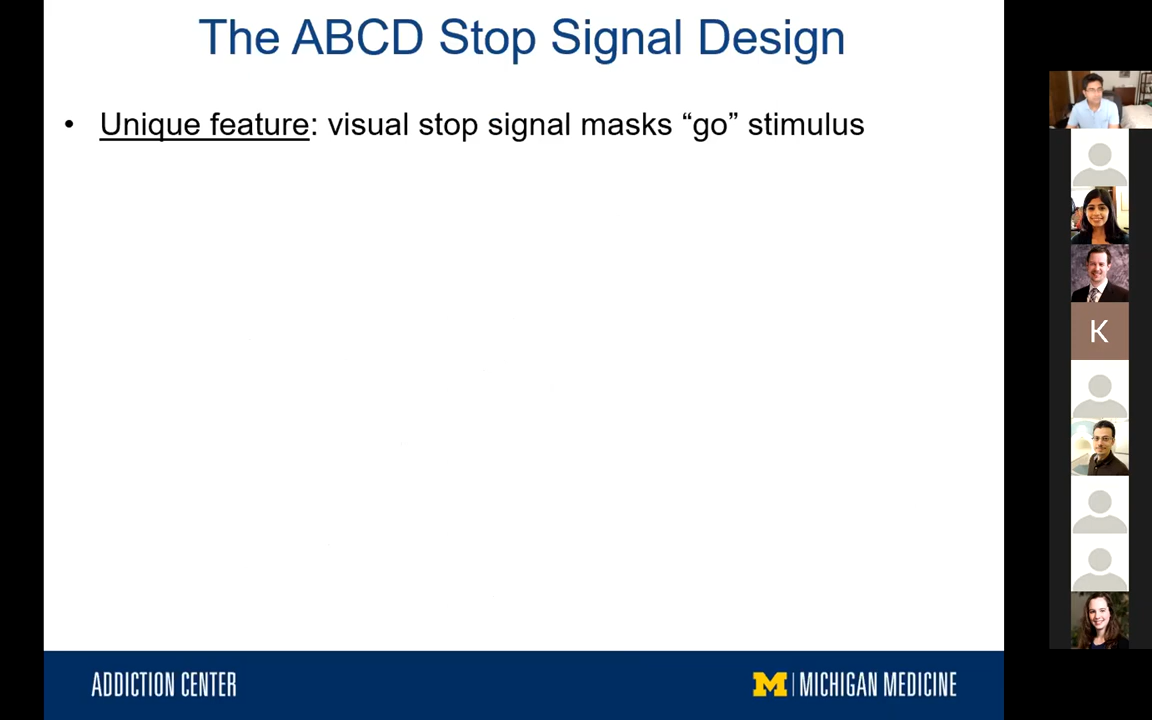 The ABCD Stop Signal Design
• Unique feature: visual stop signal masks “go” stimulus
K
ADDICTION CENTER
M | MICHIGAN MEDICINE